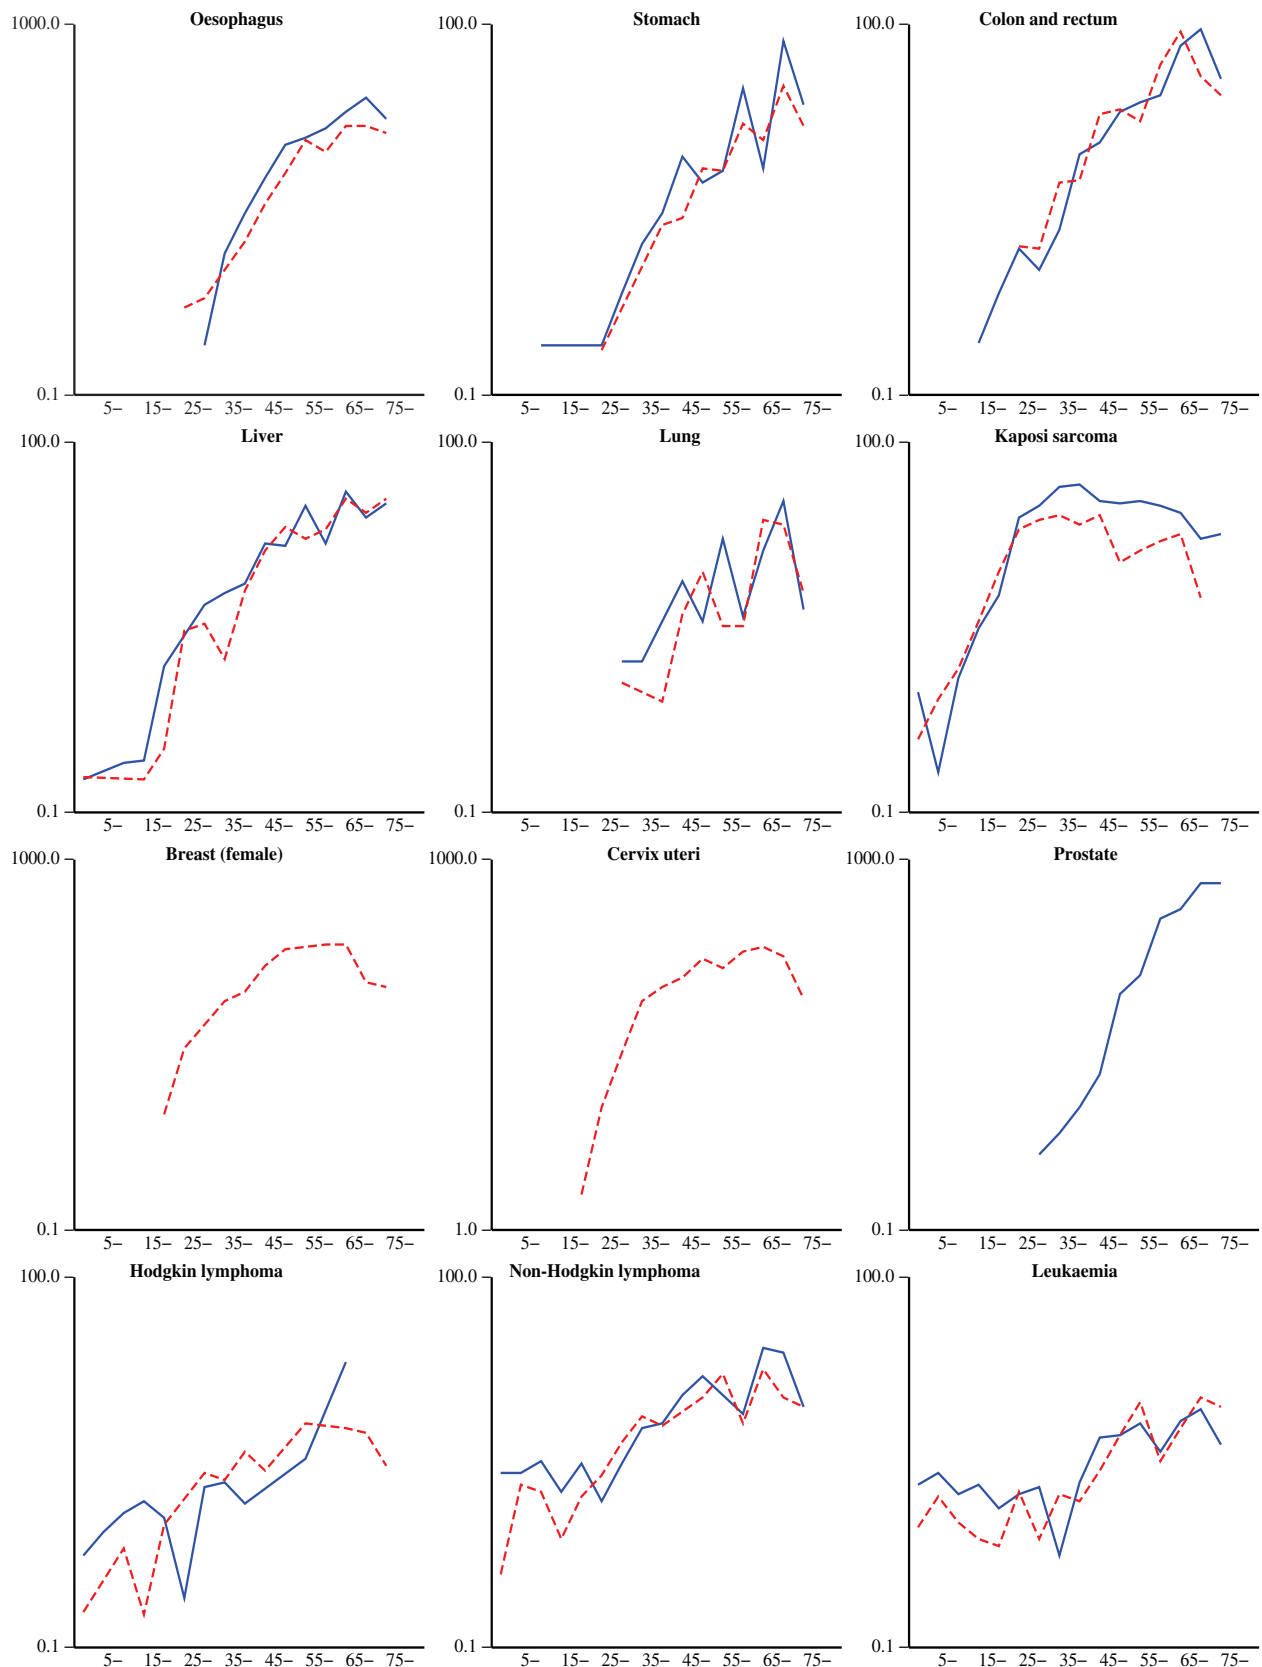 Oesophagus Stomach Colon and rectum
1000.0 100.0 100.0
0.1 0.1 0.1
5– 15– 25– 35– 45– 55– 65– 75– 5– 15– 25– 35– 45– 55– 65– 75– 5– 15– 25– 35– 45– 55– 65– 75–
Liver Lung Kaposi sarcoma
100.0 100.0 100.0
0.1 0.1 0.1
5– 15– 25– 35– 45– 55– 65– 75– 5– 15– 25– 35– 45– 55– 65– 75– 5– 15– 25– 35– 45– 55– 65– 75–
Breast (female) Cervix uteri Prostate
1000.0 1000.0 1000.0
0.1 1.0 0.1
5– 15– 25– 35– 45– 55– 65– 75– 5– 15– 25– 35– 45– 55– 65– 75– 5– 15– 25– 35– 45– 55– 65– 75–
Hodgkin lymphoma Non-Hodgkin lymphoma Leukaemia
100.0 100.0 100.0
0.1 0.1 0.1
5– 15– 25– 35– 45– 55– 65– 75– 5– 15– 25– 35– 45– 55– 65– 75– 5– 15– 25– 35– 45– 55– 65– 75–